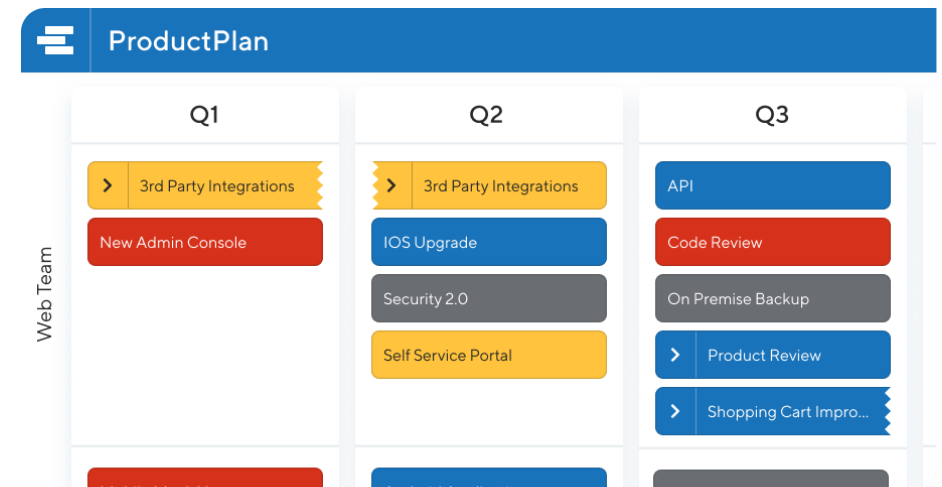 ProductPlan
Q1
Q2
Q3
Web Team
3rd Party Integrations
New Admin Console
3rd Party Integrations
IOS Upgrade
Security 2.0
Self Service Portal
API
Code Review
On Premise Backup
Product Review
Shopping Cart Impro...